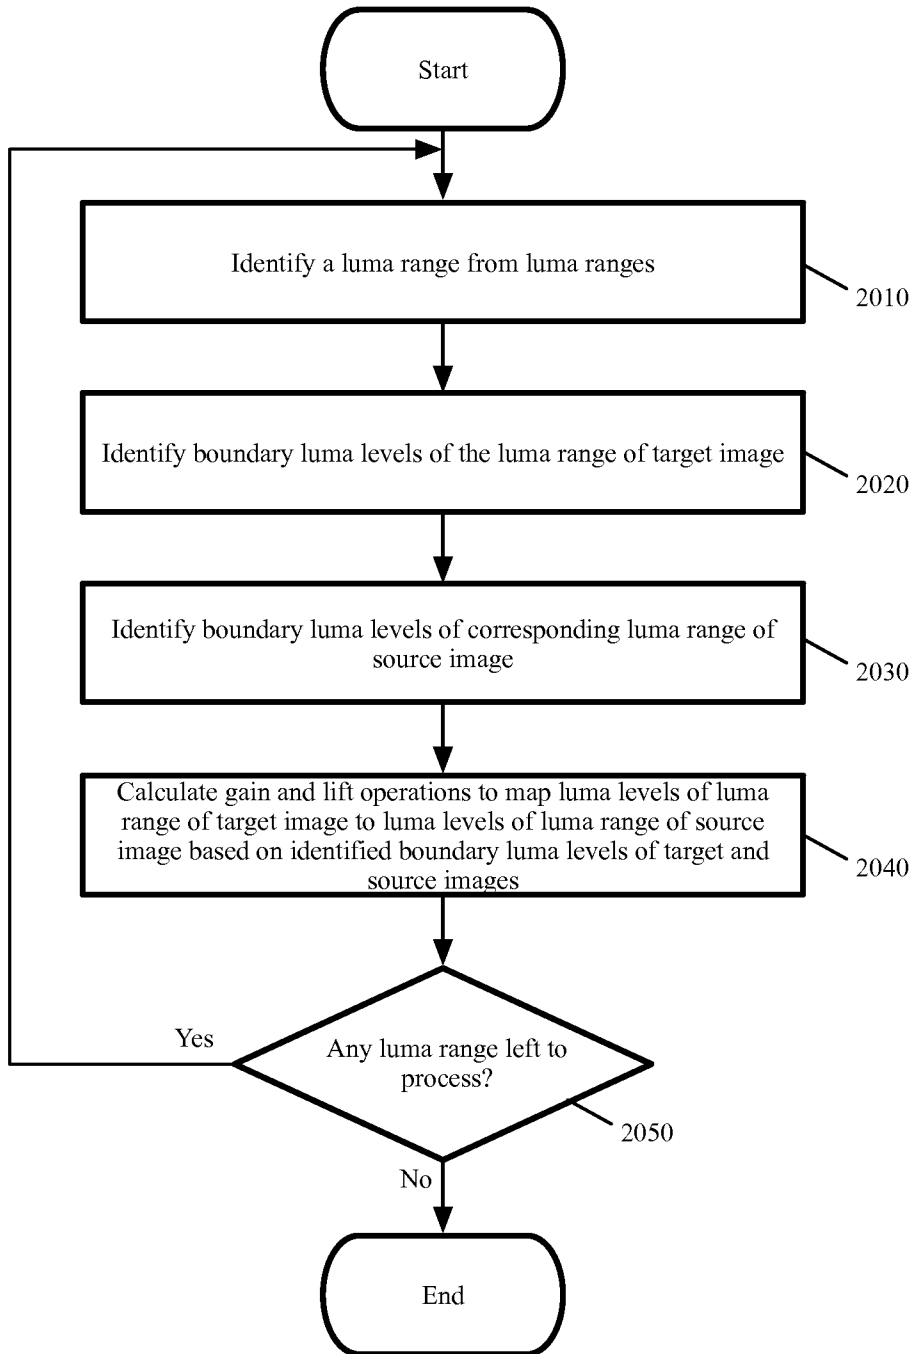 Start
Identify a luma range from luma ranges
2010
Identify boundary luma levels of the luma range of target image
2020
Identify boundary luma levels of corresponding luma range of
source image
2030
Calculate gain and lift operations to map luma levels of luma
range of target image to luma levels of luma range of source
image based on identified boundary luma levels of target and
source images
2040
Yes
Any luma range left to
process?
2050
No
End